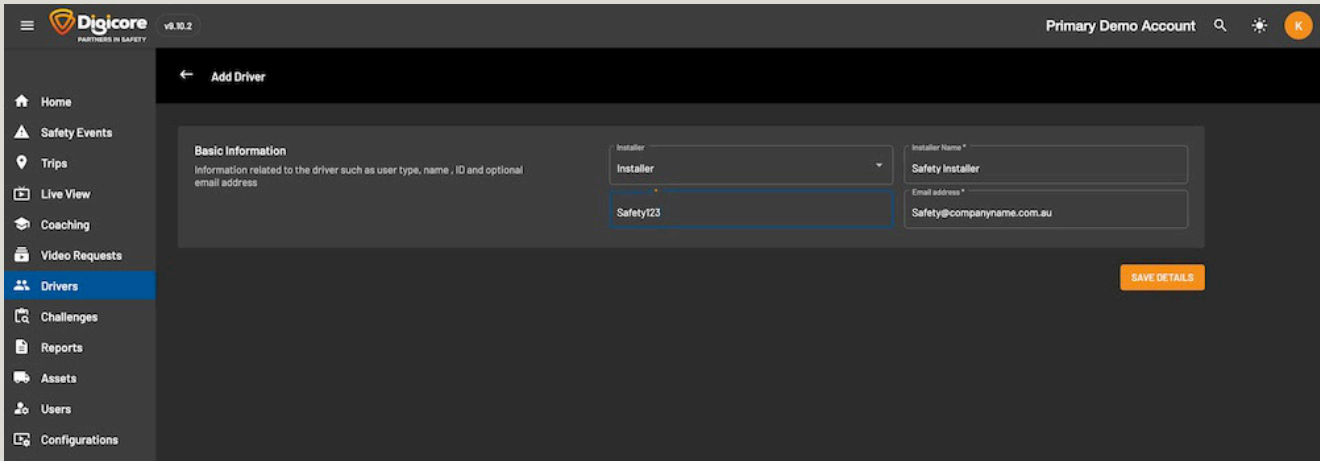 Digicore
PARTNERS IN SAFETY
v9.10.2
Primary Demo Account
K
Add Driver
Home
Safety Events
Trips
Live View
Coaching
Video Requests
Drivers
Challenges
Reports
Assets
Users
Configurations
Basic Information
Information related to the driver such as user type, name , ID and optional
email address
Installer
Installer
Installer Name *
Safety Installer
*
Safety123
Email address *
Safety@companyname.com.au
SAVE DETAILS